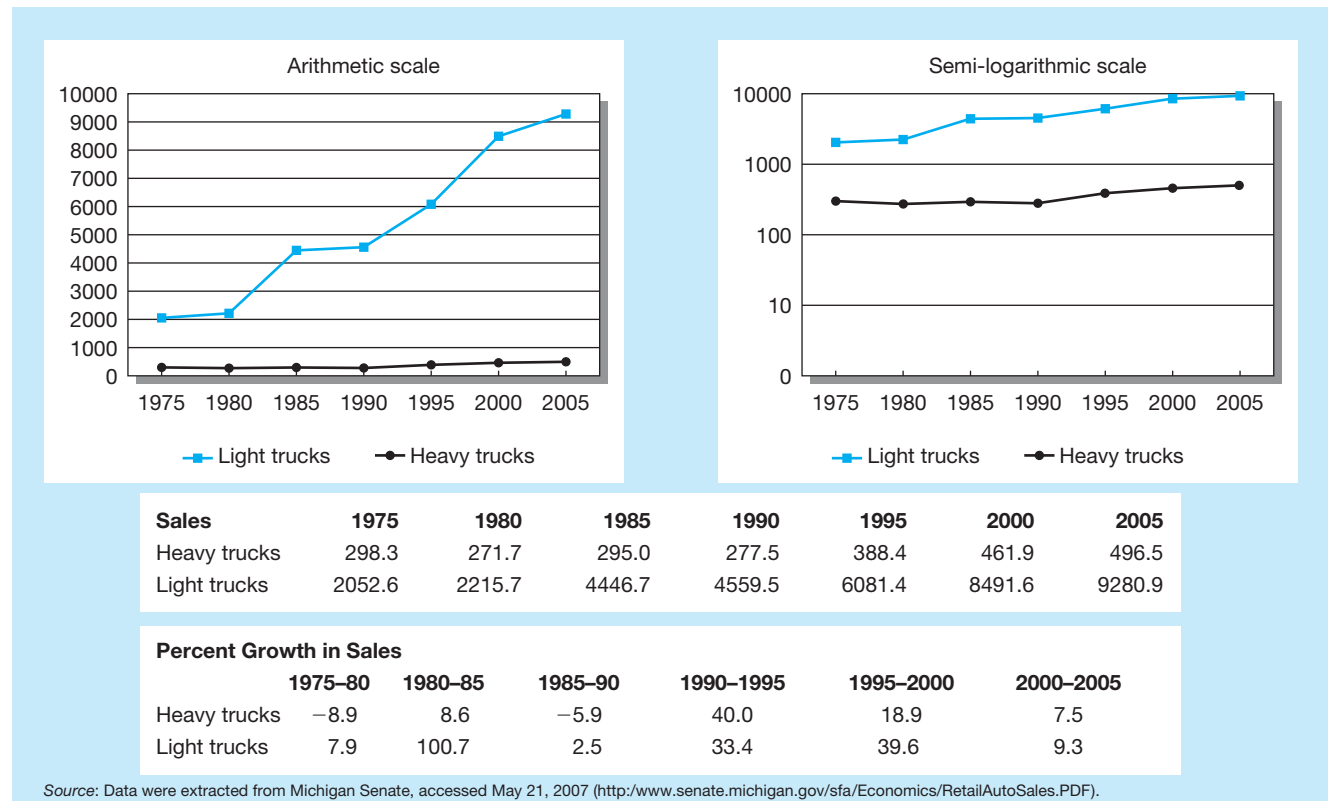 Arithmetic scale
10000
9000
8000
7000
6000
5000
4000
3000
2000
1000
0
1975 1980 1985 1990 1995 2000 2005
Light trucks Heavy trucks
Semi-logarithmic scale
10000
1000
100
10
0
1975 1980 1985 1990 1995 2000 2005
Light trucks Heavy trucks
Sales 1975 1980 1985 1990 1995 2000 2005
Heavy trucks 298.3 271.7 295.0 277.5 388.4 461.9 496.5
Light trucks 2052.6 2215.7 4446.7 4559.5 6081.4 8491.6 9280.9
Percent Growth in Sales
1975–80 1980–85 1985–90 1990–1995 1995–2000 2000–2005
Heavy trucks −8.9 8.6 −5.9 40.0 18.9 7.5
Light trucks 7.9 100.7 2.5 33.4 39.6 9.3
Source: Data were extracted from Michigan Senate, accessed May 21, 2007 (http:/www.senate.michigan.gov/sfa/Economics/RetailAutoSales.PDF).